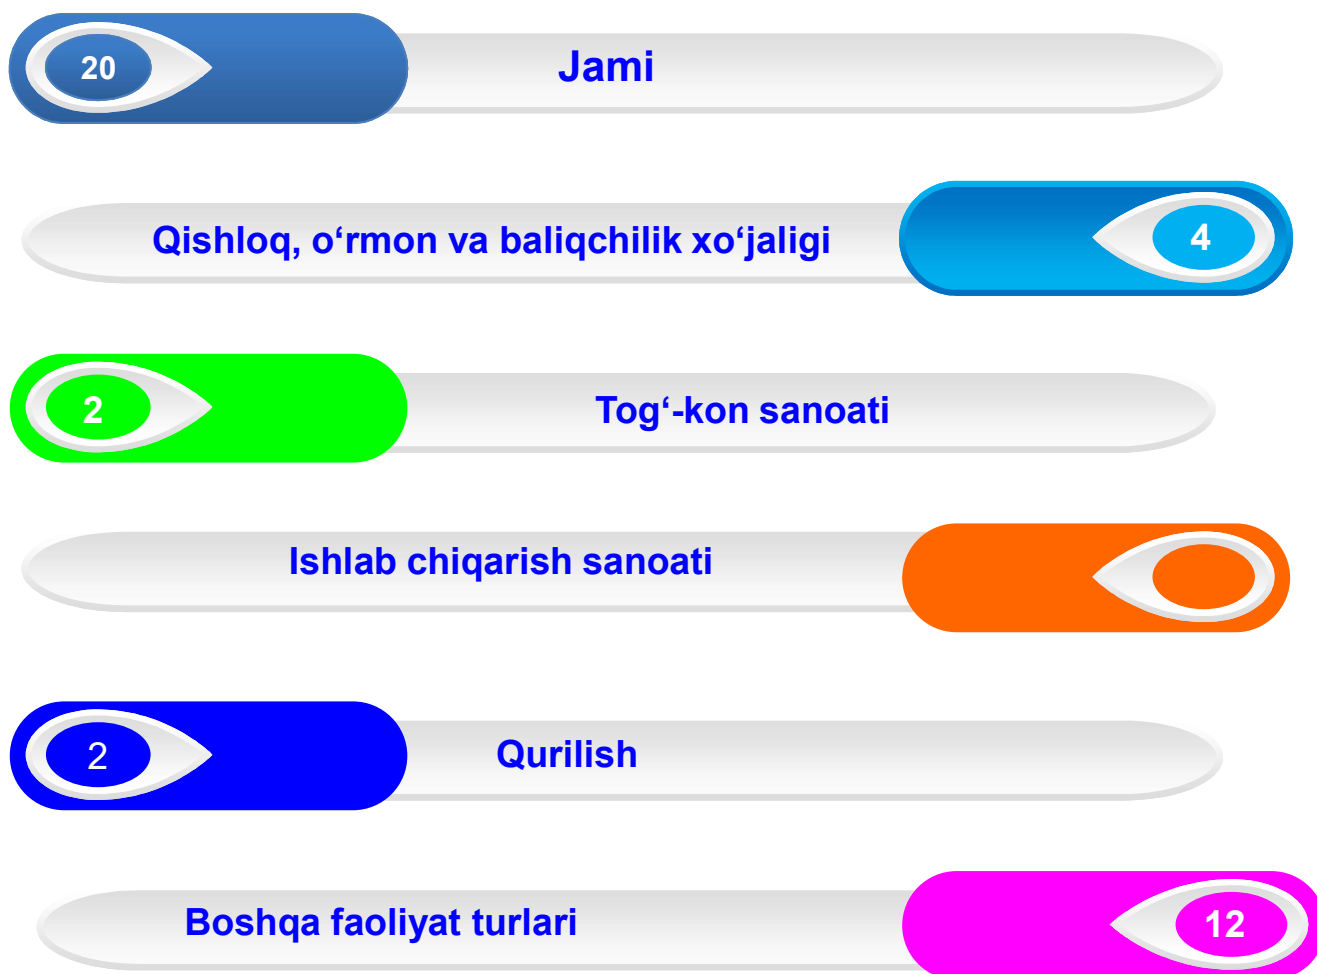 20 Jami
Qishloq, o‘rmon va baliqchilik xo‘jaligi 4
2 Tog‘-kon sanoati
Ishlab chiqarish sanoati
2 Qurilish
Boshqa faoliyat turlari 12